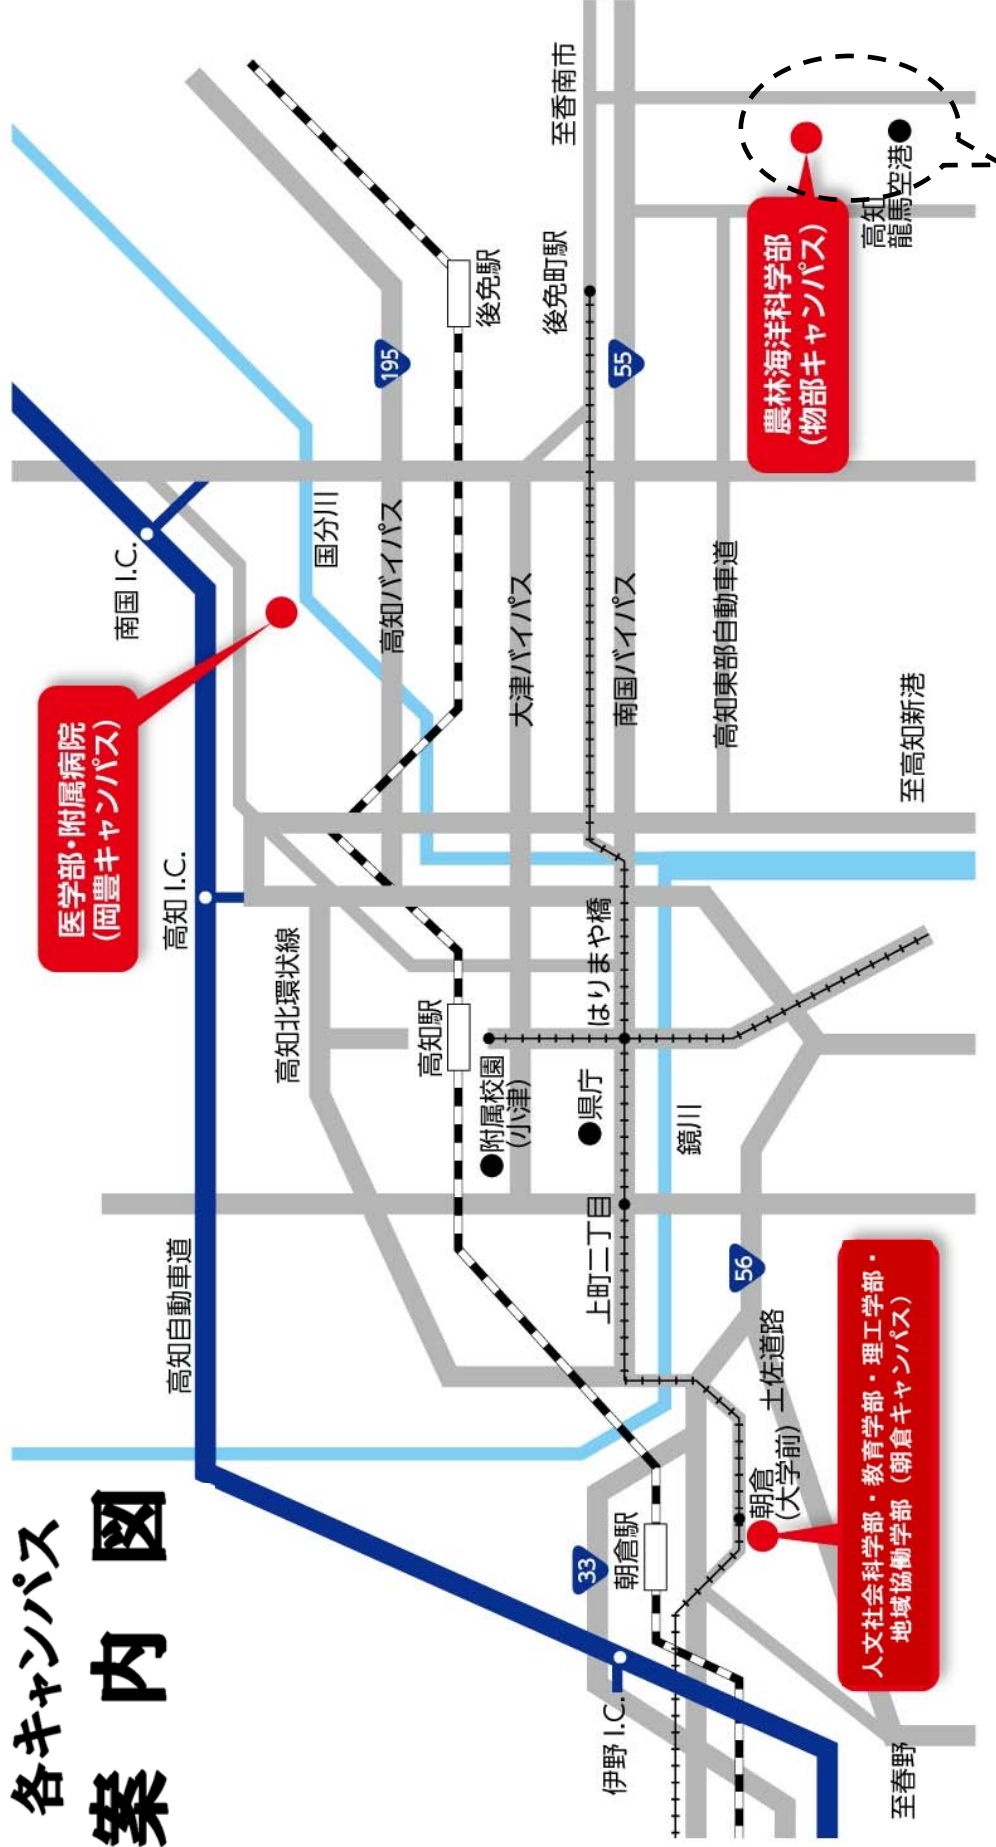 各キャンパス
案内図
医学部・附属病院
(岡豊キャンパス)
南国 I.C.
高知 I.C.
高知自動車道
国分川
高知北環状線
195
高知バイパス
後免駅
高知駅
附属校園
(小津)
大津バイパス
至香南市
後免町駅
55
南国バイパス
はりまや橋
県庁
上町二丁目
鏡川
高知東部自動車道
農林海洋科学部
(物部キャンパス)
高知
龍馬空港
至高知新港
56
土佐道路
33
朝倉駅
朝倉
(大学前)
伊野 I.C.
人文社会科学部・教育学部・理工学部・
地域協働学部（朝倉キャンパス）
至春野